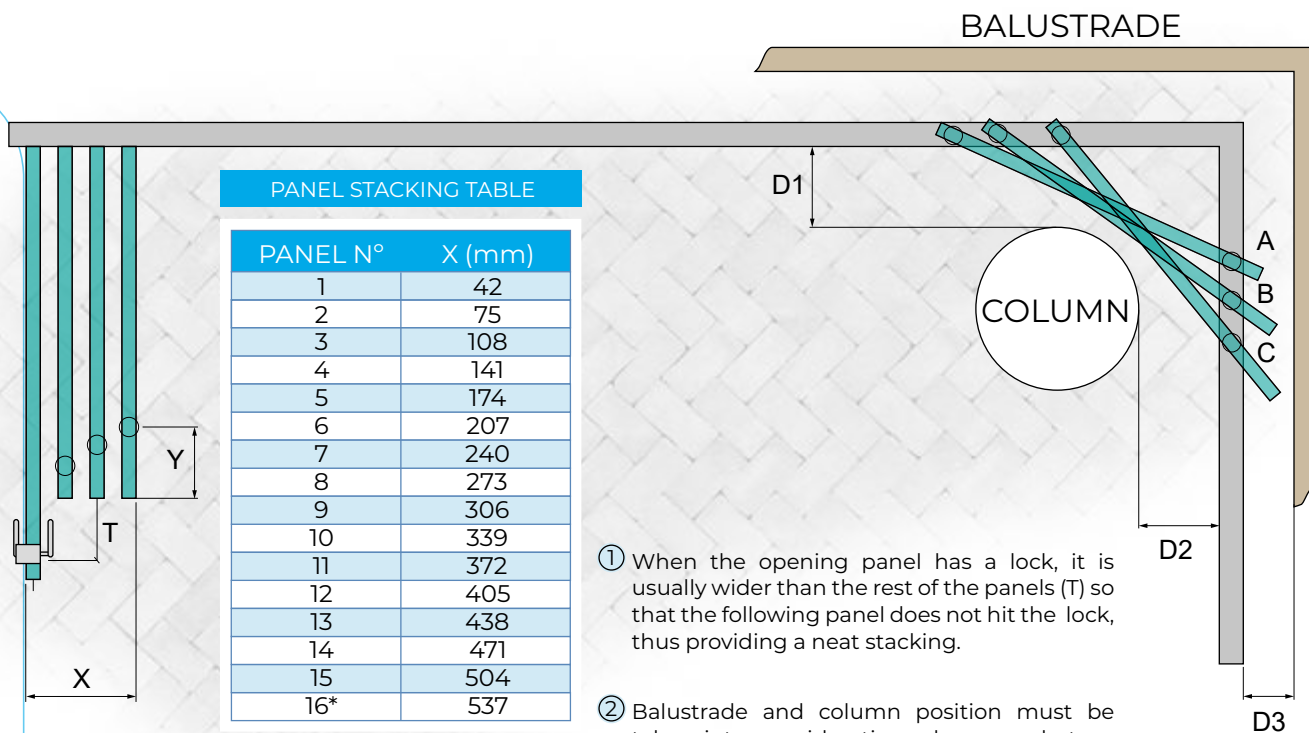 BALUSTRADE
D1
A
B
C
COLUMN
D2
D3
Y
T
X
PANEL STACKING TABLE
PANEL Nº X (mm)
1 42
2 75
3 108
4 141
5 174
6 207
7 240
8 273
9 306
10 339
11 372
12 405
13 438
14 471
15 504
16* 537
1 When the opening panel has a lock, it is
usually wider than the rest of the panels (T) so
that the following panel does not hit the lock,
thus providing a neat stacking.
2 Balustrade and column position must be